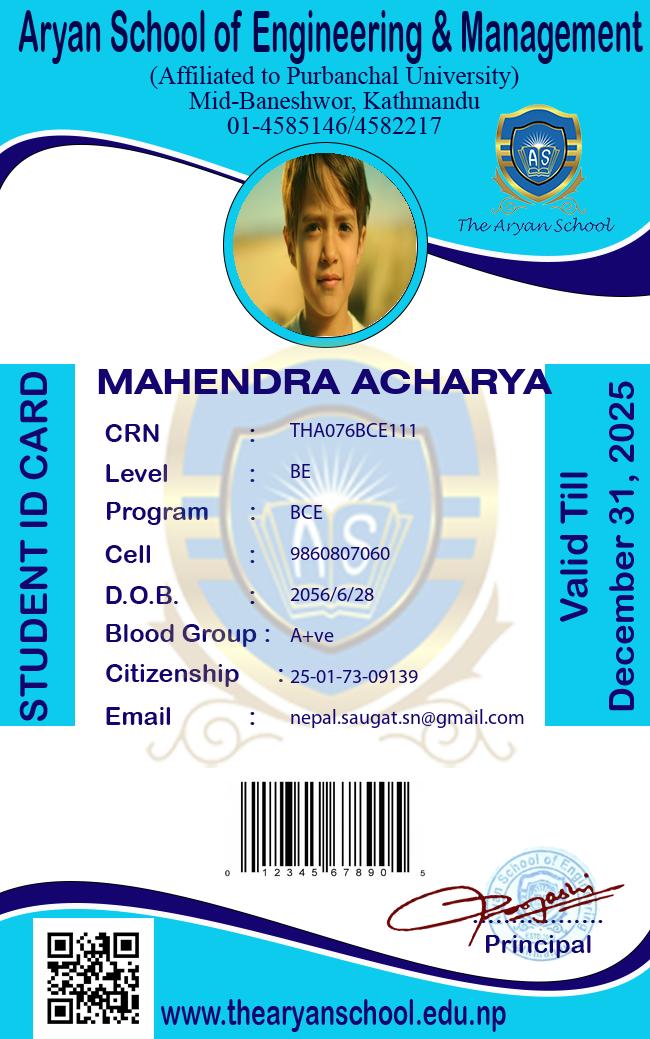 Aryan School of Engineering & Management
(Affiliated to Purbanchal University)
Mid-Baneshwor, Kathmandu
01-4585146/4582217
AS
The Aryan School
STUDENT ID CARD
MAHENDRA ACHARYA
CRN : THA076BCE111
Level : BE
Program : BCE
Cell : 9860807060
D.O.B. : 2056/6/28
Blood Group : A+ve
Citizenship : 25-01-73-09139
Email : nepal.saugat.sn@gmail.com
Valid Till
December 31, 2025
AS
0 12345 67890 5
an School of Eng
Principal
www.thearyanschool.edu.np